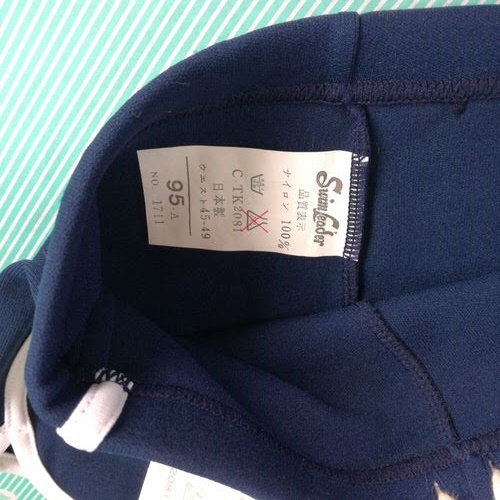 Swimleader
品質表示
ナイロン 100%
C TK2081
日本製
ウエスト45-49
95A
NO. 1711
2081